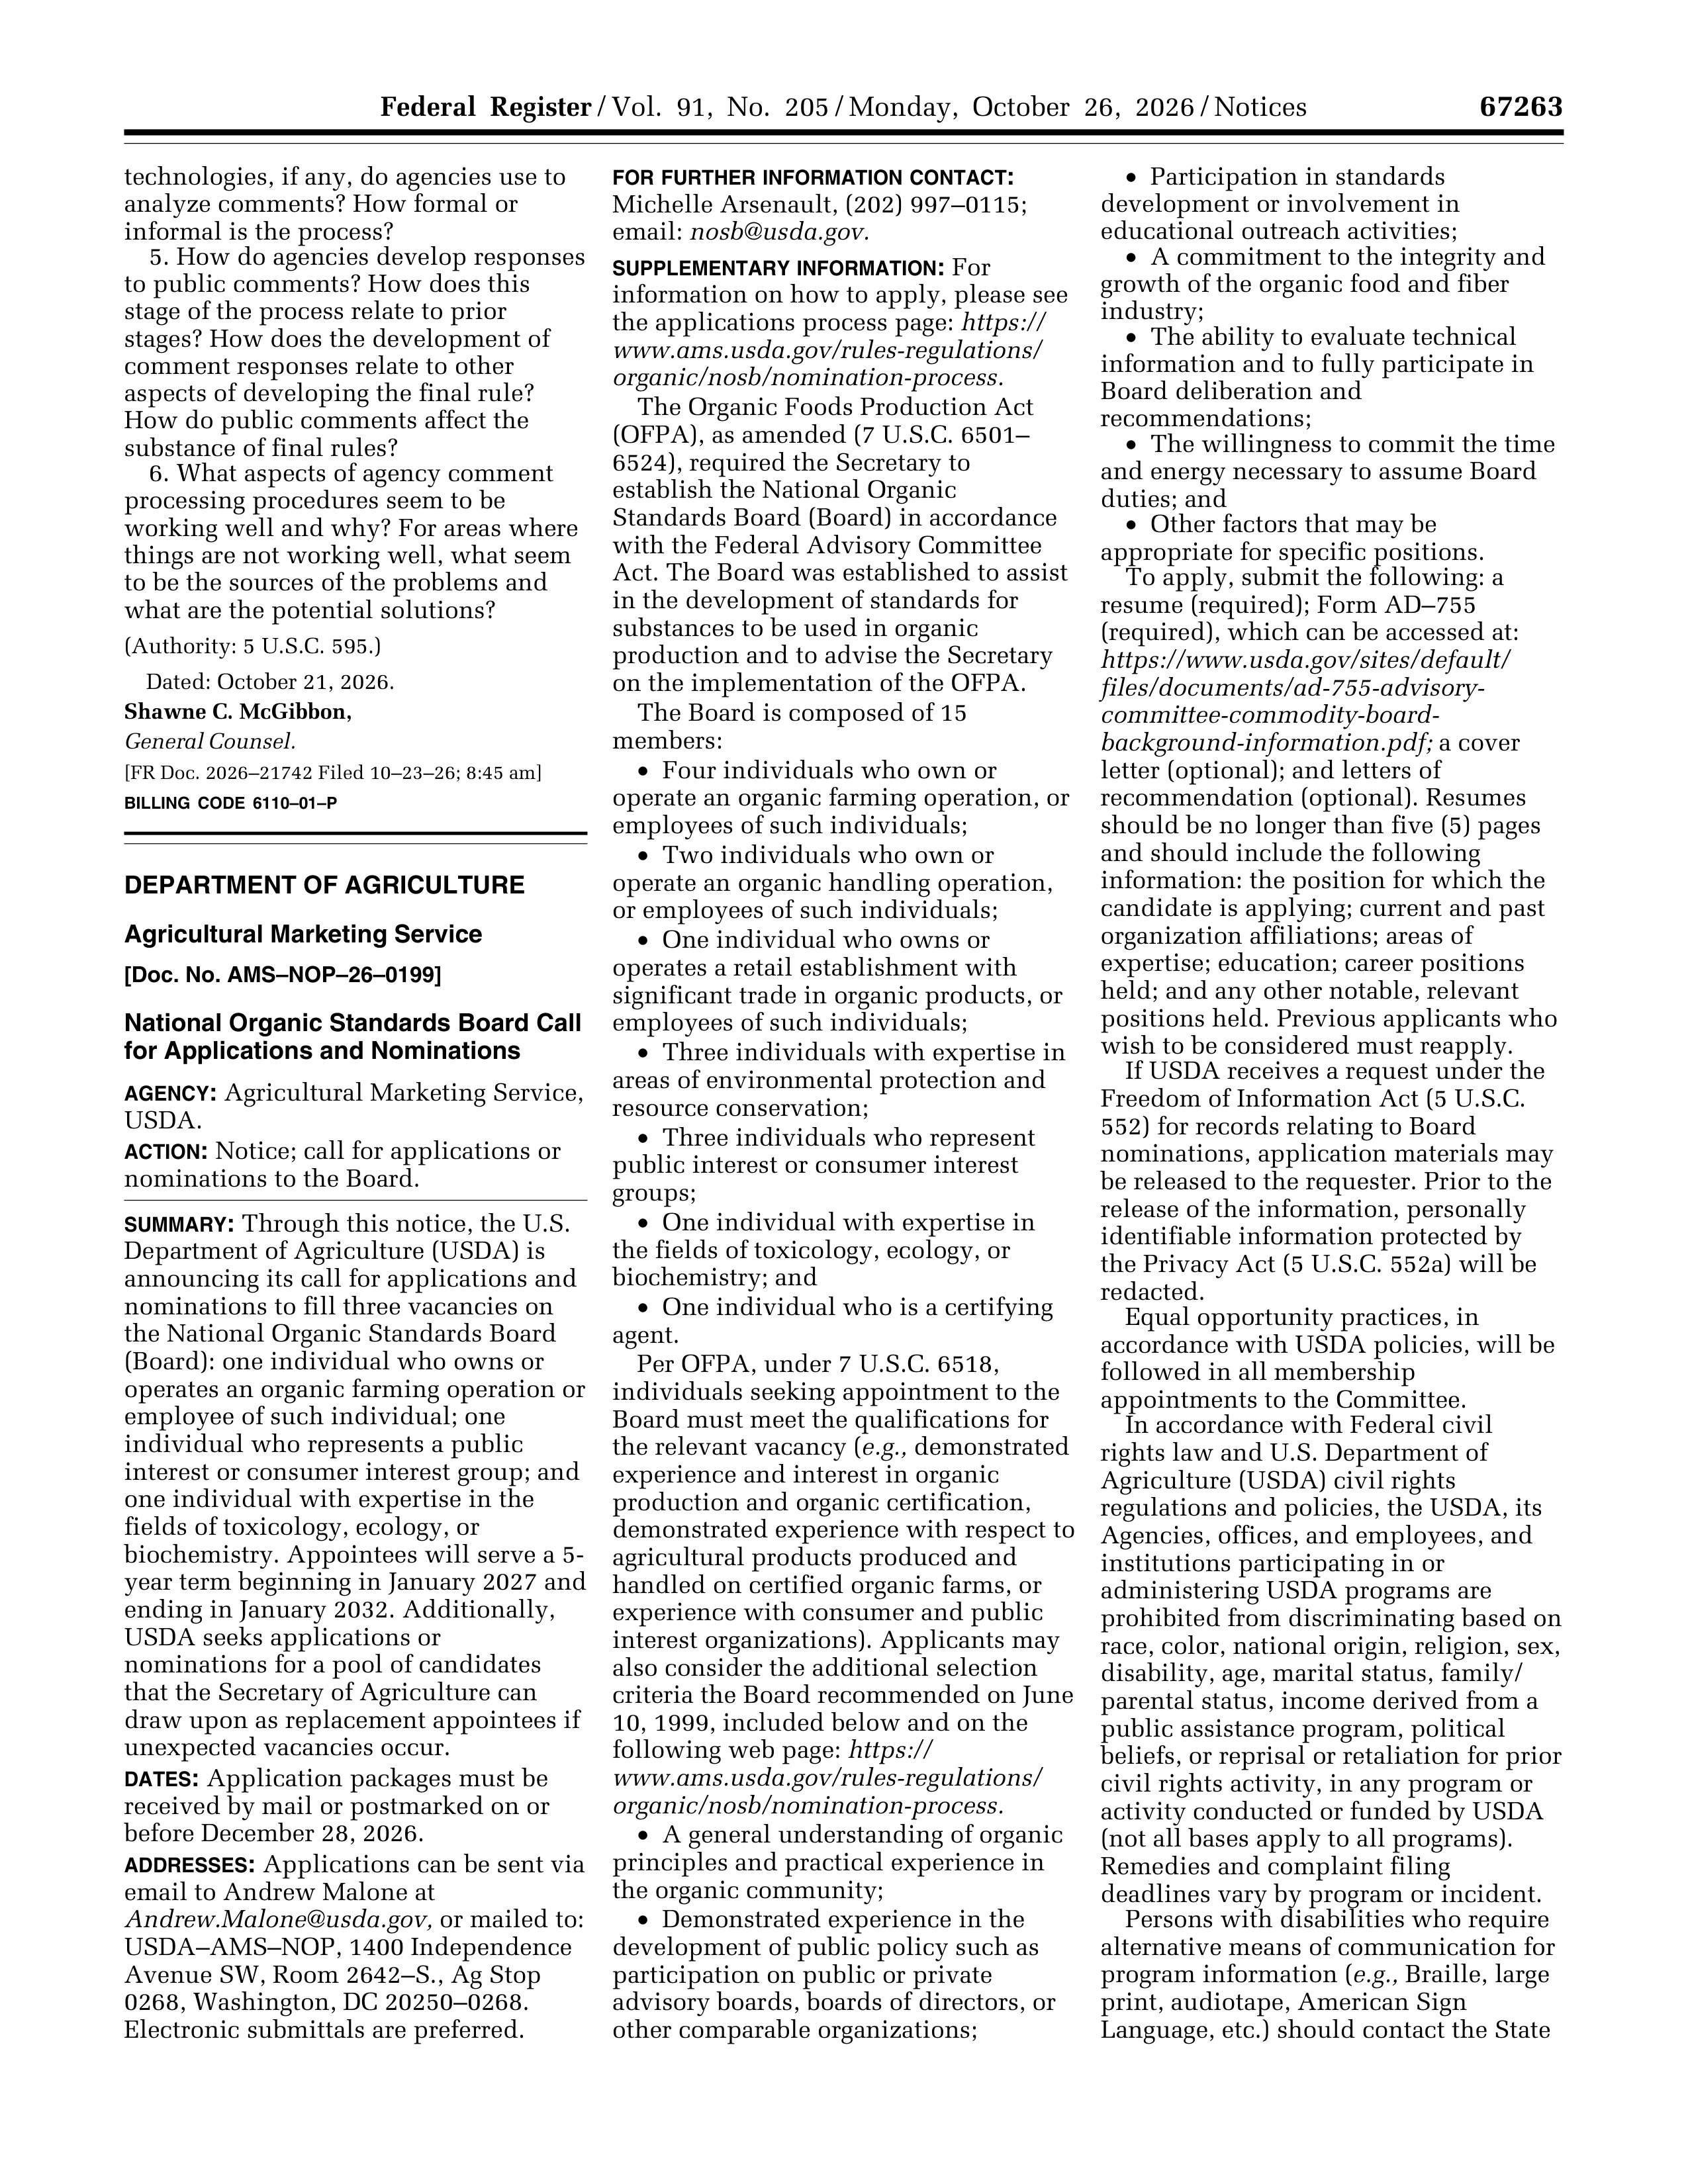 Federal Register / Vol. 91, No. 205 / Monday, October 26, 2026 / Notices 67263
technologies, if any, do agencies use to
analyze comments? How formal or
informal is the process?
5. How do agencies develop responses
to public comments? How does this
stage of the process relate to prior
stages? How does the development of
comment responses relate to other
aspects of developing the final rule?
How do public comments affect the
substance of final rules?
6. What aspects of agency comment
processing procedures seem to be
working well and why? For areas where
things are not working well, what seem
to be the sources of the problems and
what are the potential solutions?
(Authority: 5 U.S.C. 595.)
Dated: October 21, 2026.
Shawne C. McGibbon,
General Counsel.
[FR Doc. 2026–21742 Filed 10–23–26; 8:45 am]
BILLING CODE 6110–01–P
DEPARTMENT OF AGRICULTURE
Agricultural Marketing Service
[Doc. No. AMS–NOP–26–0199]
National Organic Standards Board Call
for Applications and Nominations
AGENCY: Agricultural Marketing Service,
USDA.
ACTION: Notice; call for applications or
nominations to the Board.
SUMMARY: Through this notice, the U.S.
Department of Agriculture (USDA) is
announcing its call for applications and
nominations to fill three vacancies on
the National Organic Standards Board
(Board): one individual who owns or
operates an organic farming operation or
employee of such individual; one
individual who represents a public
interest or consumer interest group; and
one individual with expertise in the
fields of toxicology, ecology, or
biochemistry. Appointees will serve a 5-
year term beginning in January 2027 and
ending in January 2032. Additionally,
USDA seeks applications or
nominations for a pool of candidates
that the Secretary of Agriculture can
draw upon as replacement appointees if
unexpected vacancies occur.
DATES: Application packages must be
received by mail or postmarked on or
before December 28, 2026.
ADDRESSES: Applications can be sent via
email to Andrew Malone at
Andrew.Malone@usda.gov, or mailed to:
USDA–AMS–NOP, 1400 Independence
Avenue SW, Room 2642–S., Ag Stop
0268, Washington, DC 20250–0268.
Electronic submittals are preferred.
FOR FURTHER INFORMATION CONTACT:
Michelle Arsenault, (202) 997–0115;
email: nosb@usda.gov.
SUPPLEMENTARY INFORMATION: For
information on how to apply, please see
the applications process page: https://
www.ams.usda.gov/rules-regulations/
organic/nosb/nomination-process.
The Organic Foods Production Act
(OFPA), as amended (7 U.S.C. 6501–
6524), required the Secretary to
establish the National Organic
Standards Board (Board) in accordance
with the Federal Advisory Committee
Act. The Board was established to assist
in the development of standards for
substances to be used in organic
production and to advise the Secretary
on the implementation of the OFPA.
The Board is composed of 15
members:
• Four individuals who own or
operate an organic farming operation, or
employees of such individuals;
• Two individuals who own or
operate an organic handling operation,
or employees of such individuals;
• One individual who owns or
operates a retail establishment with
significant trade in organic products, or
employees of such individuals;
• Three individuals with expertise in
areas of environmental protection and
resource conservation;
• Three individuals who represent
public interest or consumer interest
groups;
• One individual with expertise in
the fields of toxicology, ecology, or
biochemistry; and
• One individual who is a certifying
agent.
Per OFPA, under 7 U.S.C. 6518,
individuals seeking appointment to the
Board must meet the qualifications for
the relevant vacancy (e.g., demonstrated
experience and interest in organic
production and organic certification,
demonstrated experience with respect to
agricultural products produced and
handled on certified organic farms, or
experience with consumer and public
interest organizations). Applicants may
also consider the additional selection
criteria the Board recommended on June
10, 1999, included below and on the
following web page: https://
www.ams.usda.gov/rules-regulations/
organic/nosb/nomination-process.
• A general understanding of organic
principles and practical experience in
the organic community;
• Demonstrated experience in the
development of public policy such as
participation on public or private
advisory boards, boards of directors, or
other comparable organizations;
• Participation in standards
development or involvement in
educational outreach activities;
• A commitment to the integrity and
growth of the organic food and fiber
industry;
• The ability to evaluate technical
information and to fully participate in
Board deliberation and
recommendations;
• The willingness to commit the time
and energy necessary to assume Board
duties; and
• Other factors that may be
appropriate for specific positions.
To apply, submit the following: a
resume (required); Form AD–755
(required), which can be accessed at:
https://www.usda.gov/sites/default/
files/documents/ad-755-advisory-
committee-commodity-board-
background-information.pdf; a cover
letter (optional); and letters of
recommendation (optional). Resumes
should be no longer than five (5) pages
and should include the following
information: the position for which the
candidate is applying; current and past
organization affiliations; areas of
expertise; education; career positions
held; and any other notable, relevant
positions held. Previous applicants who
wish to be considered must reapply.
If USDA receives a request under the
Freedom of Information Act (5 U.S.C.
552) for records relating to Board
nominations, application materials may
be released to the requester. Prior to the
release of the information, personally
identifiable information protected by
the Privacy Act (5 U.S.C. 552a) will be
redacted.
Equal opportunity practices, in
accordance with USDA policies, will be
followed in all membership
appointments to the Committee.
In accordance with Federal civil
rights law and U.S. Department of
Agriculture (USDA) civil rights
regulations and policies, the USDA, its
Agencies, offices, and employees, and
institutions participating in or
administering USDA programs are
prohibited from discriminating based on
race, color, national origin, religion, sex,
disability, age, marital status, family/
parental status, income derived from a
public assistance program, political
beliefs, or reprisal or retaliation for prior
civil rights activity, in any program or
activity conducted or funded by USDA
(not all bases apply to all programs).
Remedies and complaint filing
deadlines vary by program or incident.
Persons with disabilities who require
alternative means of communication for
program information (e.g., Braille, large
print, audiotape, American Sign
Language, etc.) should contact the State